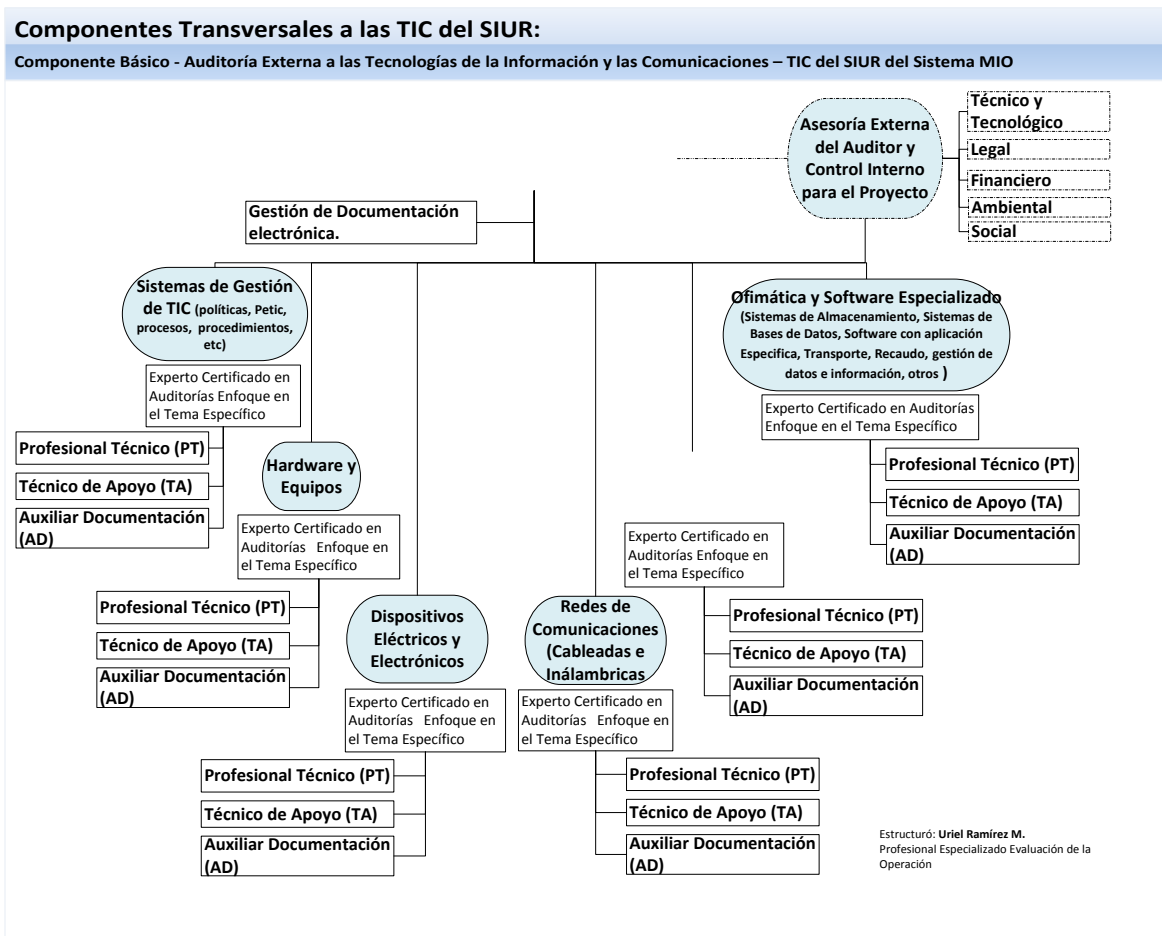 Componentes Transversales a las TIC del SIUR:
Componente Básico - Auditoría Externa a las Tecnologías de la Información y las Comunicaciones – TIC del SIUR del Sistema MIO
Asesoría Externa
del Auditor y
Control Interno
para el Proyecto
Técnico y
Tecnológico
Legal
Financiero
Ambiental
Social
Gestión de Documentación
electrónica.
Sistemas de Gestión
de TIC (políticas, Petic,
procesos, procedimientos,
etc)
Experto Certificado en
Auditorías Enfoque en
el Tema Específico
Profesional Técnico (PT)
Técnico de Apoyo (TA)
Auxiliar Documentación
(AD)
Hardware y
Equipos
Experto Certificado en
Auditorías Enfoque en
el Tema Específico
Profesional Técnico (PT)
Técnico de Apoyo (TA)
Auxiliar Documentación
(AD)
Dispositivos
Eléctricos y
Electrónicos
Experto Certificado en
Auditorías Enfoque en
el Tema Específico
Profesional Técnico (PT)
Técnico de Apoyo (TA)
Auxiliar Documentación
(AD)
Redes de
Comunicaciones
(Cableadas e
Inálambricas
Experto Certificado en
Auditorías Enfoque en
el Tema Específico
Profesional Técnico (PT)
Técnico de Apoyo (TA)
Auxiliar Documentación
(AD)
Experto Certificado en
Auditorías Enfoque en
el Tema Específico
Profesional Técnico (PT)
Técnico de Apoyo (TA)
Auxiliar Documentación
(AD)
Ofimática y Software Especializado
(Sistemas de Almacenamiento, Sistemas de
Bases de Datos, Software con aplicación
Especifica, Transporte, Recaudo, gestión de
datos e información, otros )
Experto Certificado en Auditorías
Enfoque en el Tema Específico
Profesional Técnico (PT)
Técnico de Apoyo (TA)
Auxiliar Documentación
(AD)
Estructuró: Uriel Ramírez M.
Profesional Especializado Evaluación de la
Operación